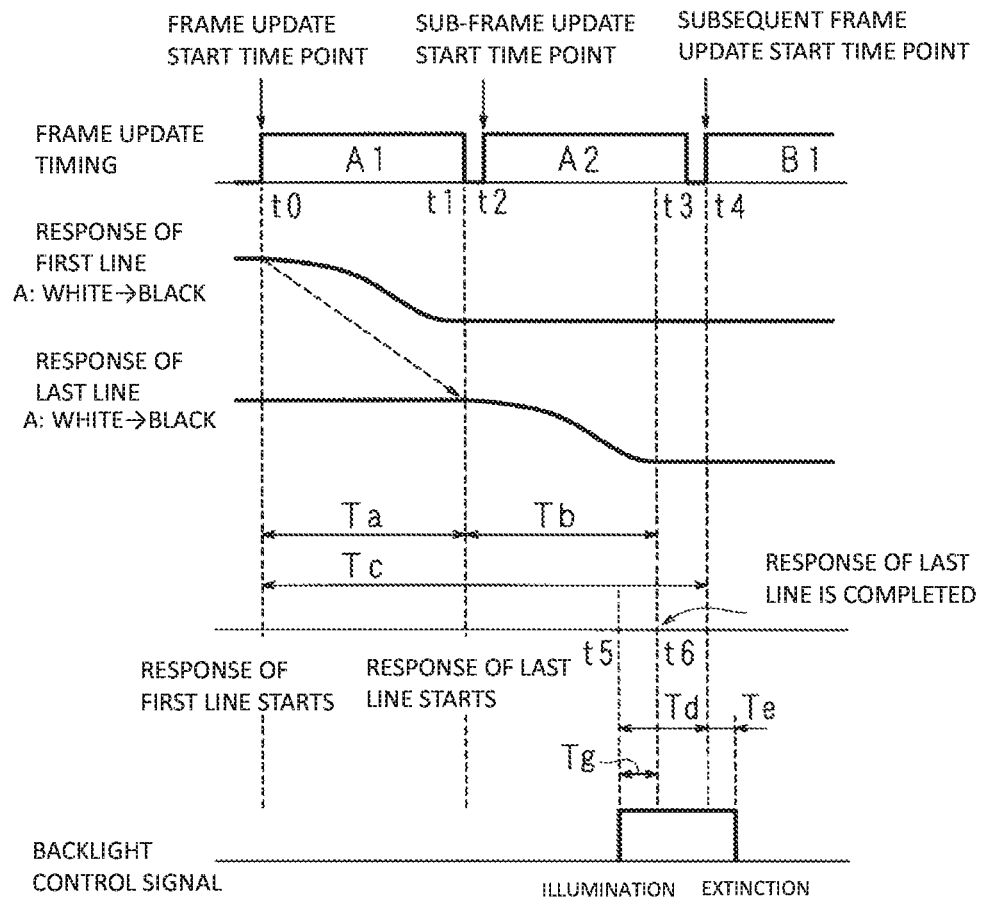 FRAME UPDATE
START TIME POINT
SUB-FRAME UPDATE
START TIME POINT
SUBSEQUENT FRAME
UPDATE START TIME POINT
FRAME UPDATE
TIMING
A1
A2
B1
t0
t1
t2
t3
t4
RESPONSE OF
FIRST LINE
A: WHITE→BLACK
RESPONSE OF
LAST LINE
A: WHITE→BLACK
Ta
Tb
Tc
RESPONSE OF LAST
LINE IS COMPLETED
t5
t6
RESPONSE OF
FIRST LINE STARTS
RESPONSE OF LAST
LINE STARTS
Td
Te
Tg
BACKLIGHT
CONTROL SIGNAL
ILLUMINATION
EXTINCTION